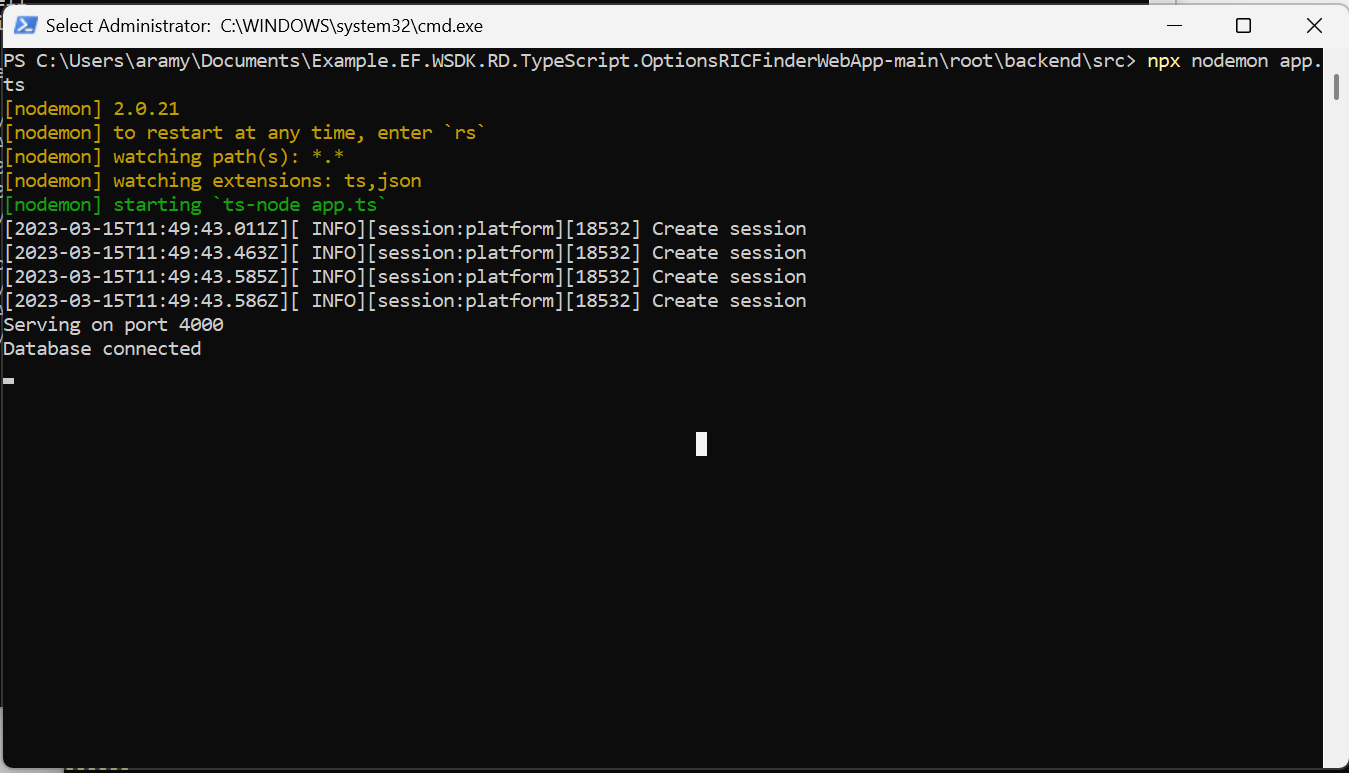 Select Administrator:  C:\WINDOWS\system32\cmd.exe
PS C:\Users\aramy\Documents\Example.EF.WSDK.RD.TypeScript.OptionsRICFinderWebApp-main\root\backend\src> npx nodemon app.
ts
[nodemon] 2.0.21
[nodemon] to restart at any time, enter `rs`
[nodemon] watching path(s): *.*
[nodemon] watching extensions: ts,json
[nodemon] starting `ts-node app.ts`
[2023-03-15T11:49:43.011Z][ INFO][session:platform][18532] Create session
[2023-03-15T11:49:43.463Z][ INFO][session:platform][18532] Create session
[2023-03-15T11:49:43.585Z][ INFO][session:platform][18532] Create session
[2023-03-15T11:49:43.586Z][ INFO][session:platform][18532] Create session
Serving on port 4000
Database connected